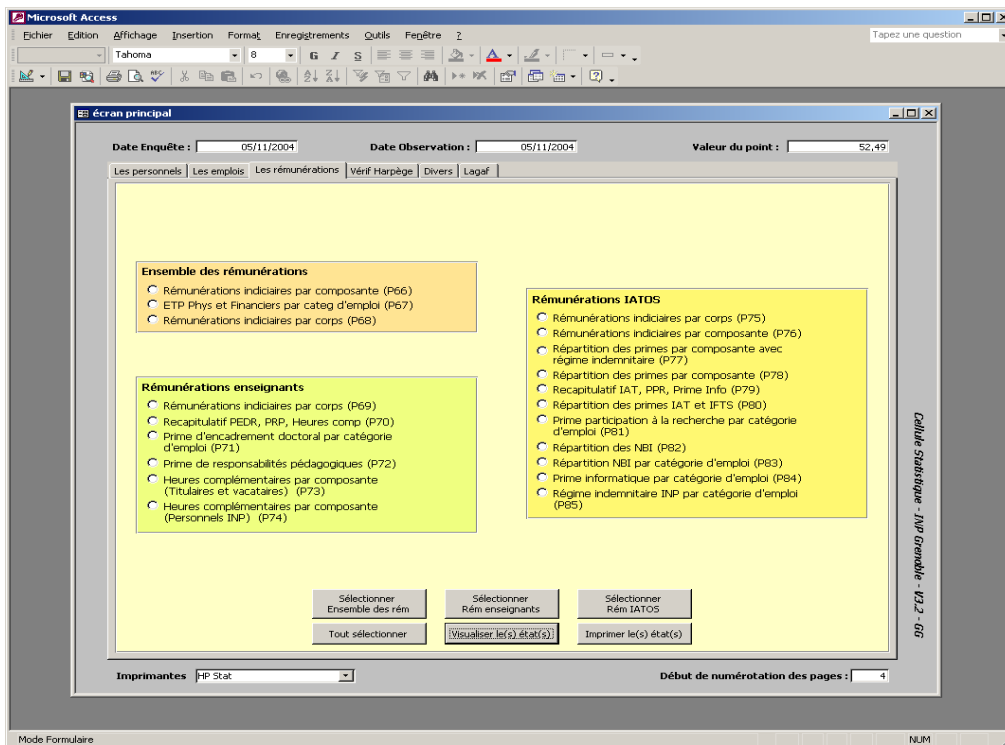 Microsoft Access
Fichier Edition Affichage Insertion Format Enregistrements Outils Fenêtre ?
Tapez une question
Tahoma 8 G I S
écran principal
Date Enquête : 05/11/2004 Date Observation : 05/11/2004 Valeur du point : 52,49
Les personnels Les emplois Les rémunérations Vérif Harpège Divers Lagaf
Ensemble des rémunérations
Rémunérations indiciaires par composante (P66)
ETP Phys et Financiers par categ d'emploi (P67)
Rémunérations indiciaires par corps (P68)
Rémunérations enseignants
Rémunérations indiciaires par corps (P69)
Recapitulatif PEDR, PRP, Heures comp (P70)
Prime d'encadrement doctoral par catégorie
d'emploi (P71)
Prime de responsabilités pédagogiques (P72)
Heures complémentaires par composante
(Titulaires et vacataires) (P73)
Heures complémentaires par composante
(Personnels INP) (P74)
Rémunérations IATOS
Rémunérations indiciaires par corps (P75)
Rémunérations indiciaires par composante (P76)
Répartition des primes par composante avec
régime indemnitaire (P77)
Répartition des primes par composante (P78)
Recapitulatif IAT, PPR, Prime Info (P79)
Répartition des primes IAT et IFTS (P80)
Prime participation à la recherche par catégorie
d'emploi (P81)
Répartition des NBI (P82)
Répartition NBI par catégorie d'emploi (P83)
Prime informatique par catégorie d'emploi (P84)
Régime indemnitaire INP par catégorie d'emploi
(P85)
Cellule Statistique - INP Grenoble - V3.2 - GG
Sélectionner
Ensemble des rém
Sélectionner
Rém enseignants
Sélectionner
Rém IATOS
Tout sélectionner
Visualiser le(s) état(s)
Imprimer le(s) état(s)
Imprimantes HP Stat Début de numérotation des pages : 4
Mode Formulaire NUM